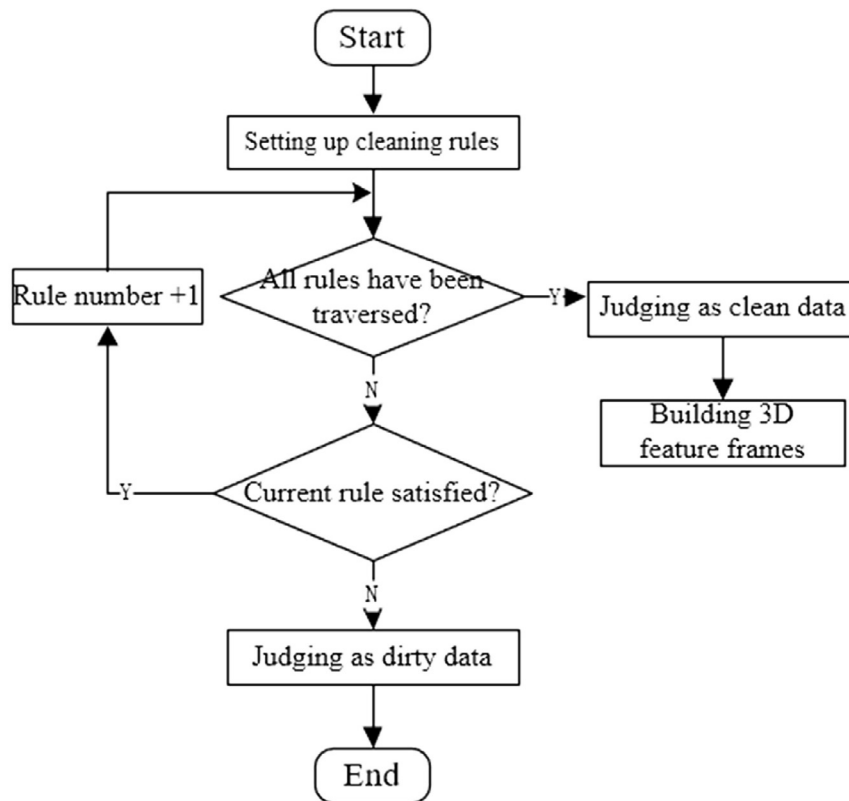 Start
Setting up cleaning rules
Rule number +1
All rules have been
traversed?
Y
Judging as clean data
N
Building 3D
feature frames
Y
Current rule satisfied?
N
Judging as dirty data
End